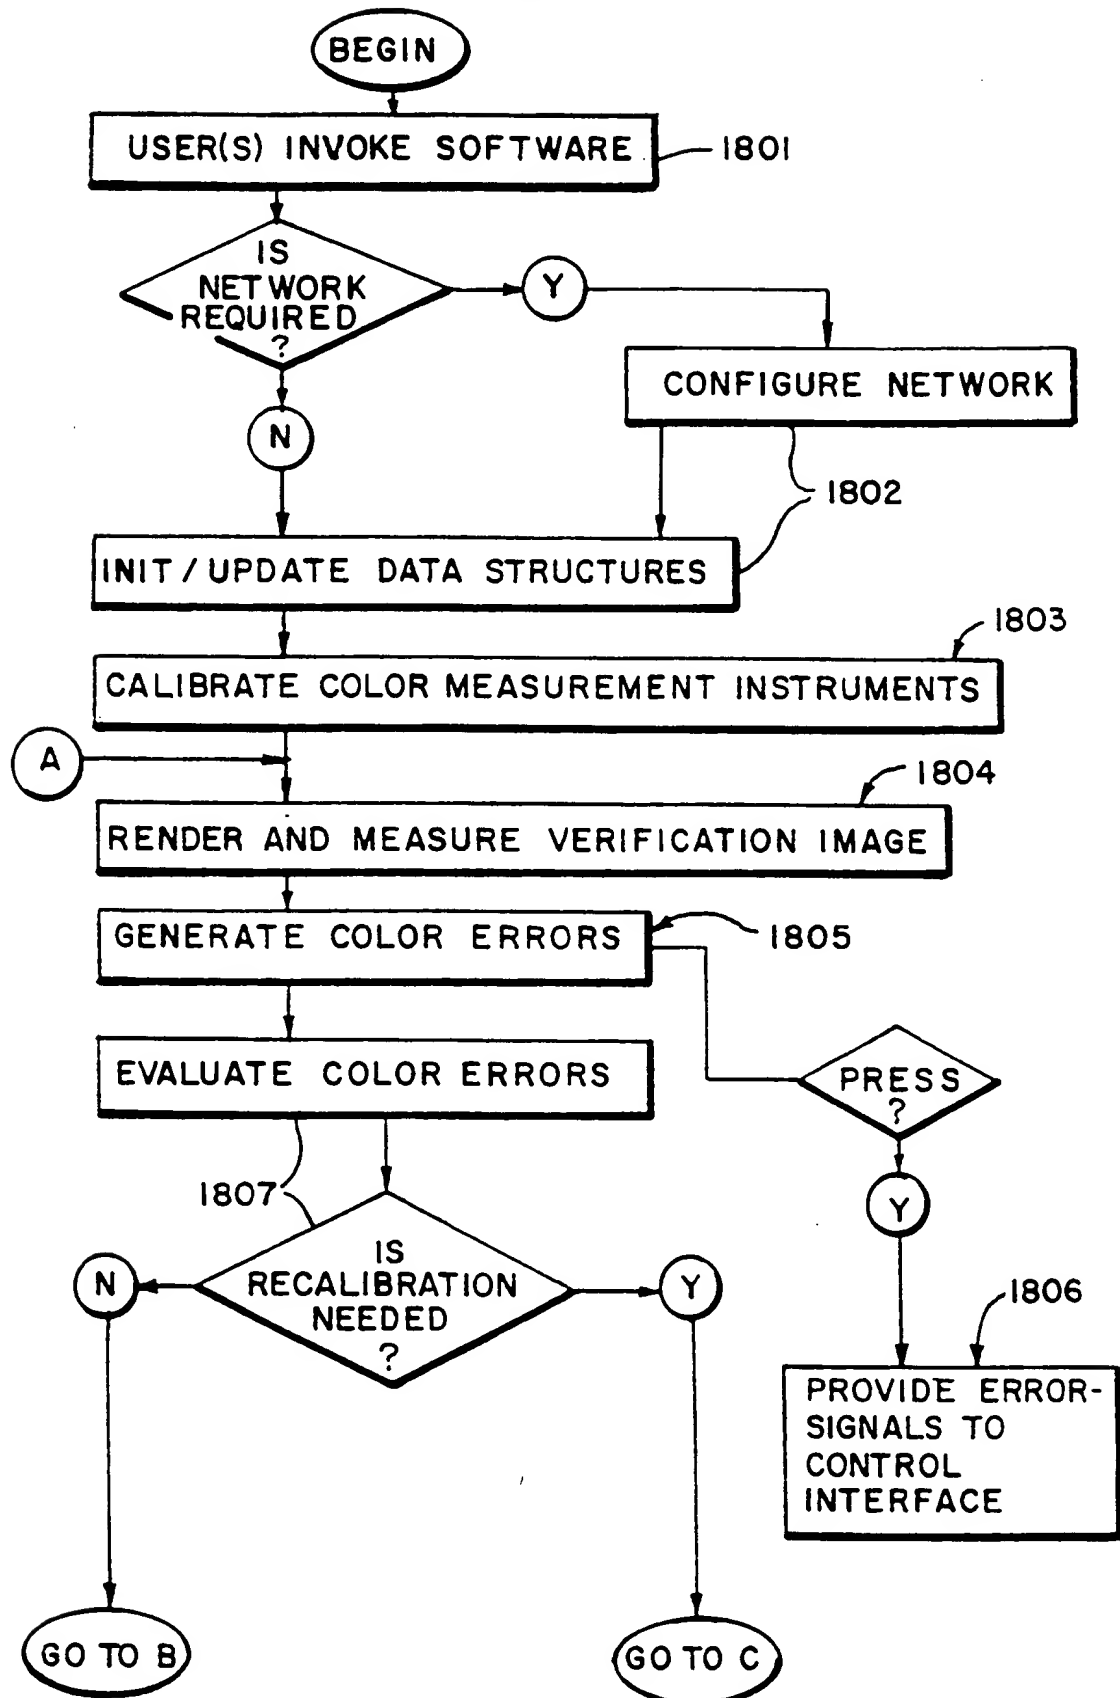 BEGIN
USER(S) INVOKE SOFTWARE
1801
IS
NETWORK
REQUIRED
?
Y
CONFIGURE NETWORK
N
1802
INIT/UPDATE DATA STRUCTURES
1803
CALIBRATE COLOR MEASUREMENT INSTRUMENTS
A
1804
RENDER AND MEASURE VERIFICATION IMAGE
GENERATE COLOR ERRORS
1805
EVALUATE COLOR ERRORS
PRESS
?
1807
Y
IS
RECALIBRATION
NEEDED
?
N
Y
1806
PROVIDE ERROR-
SIGNALS TO
CONTROL
INTERFACE
GO TO B
GO TO C